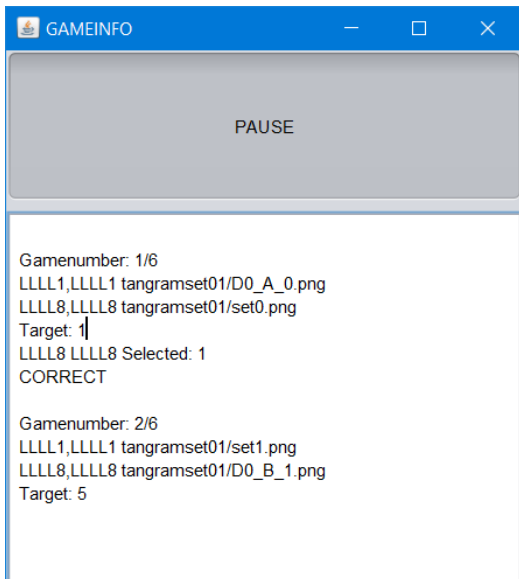 GAMEINFO
PAUSE
Gamenumber: 1/6
LLLL1,LLLL1 tangramset01/D0_A_0.png
LLLL8,LLLL8 tangramset01/set0.png
Target: 1
LLLL8 LLLL8 Selected: 1
CORRECT
Gamenumber: 2/6
LLLL1,LLLL1 tangramset01/set1.png
LLLL8,LLLL8 tangramset01/D0_B_1.png
Target: 5